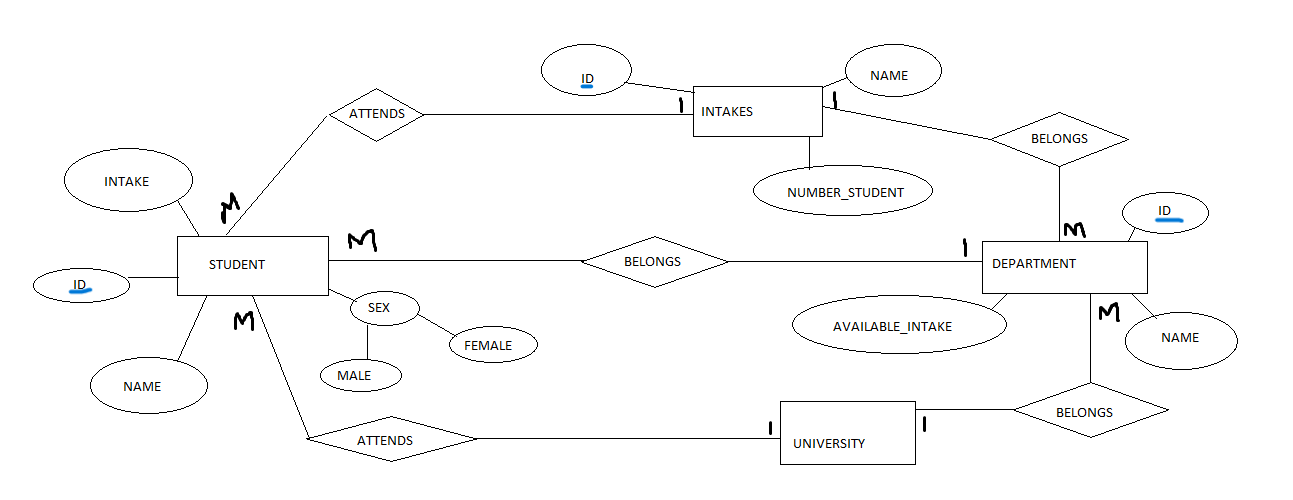 ID
NAME
1
1
INTAKES
ATTENDS
BELONGS
INTAKE
NUMBER_STUDENT
M
ID
M
M
1
STUDENT
BELONGS
DEPARTMENT
ID
SEX
M
M
AVAILABLE_INTAKE
NAME
FEMALE
MALE
NAME
BELONGS
1
1
ATTENDS
UNIVERSITY